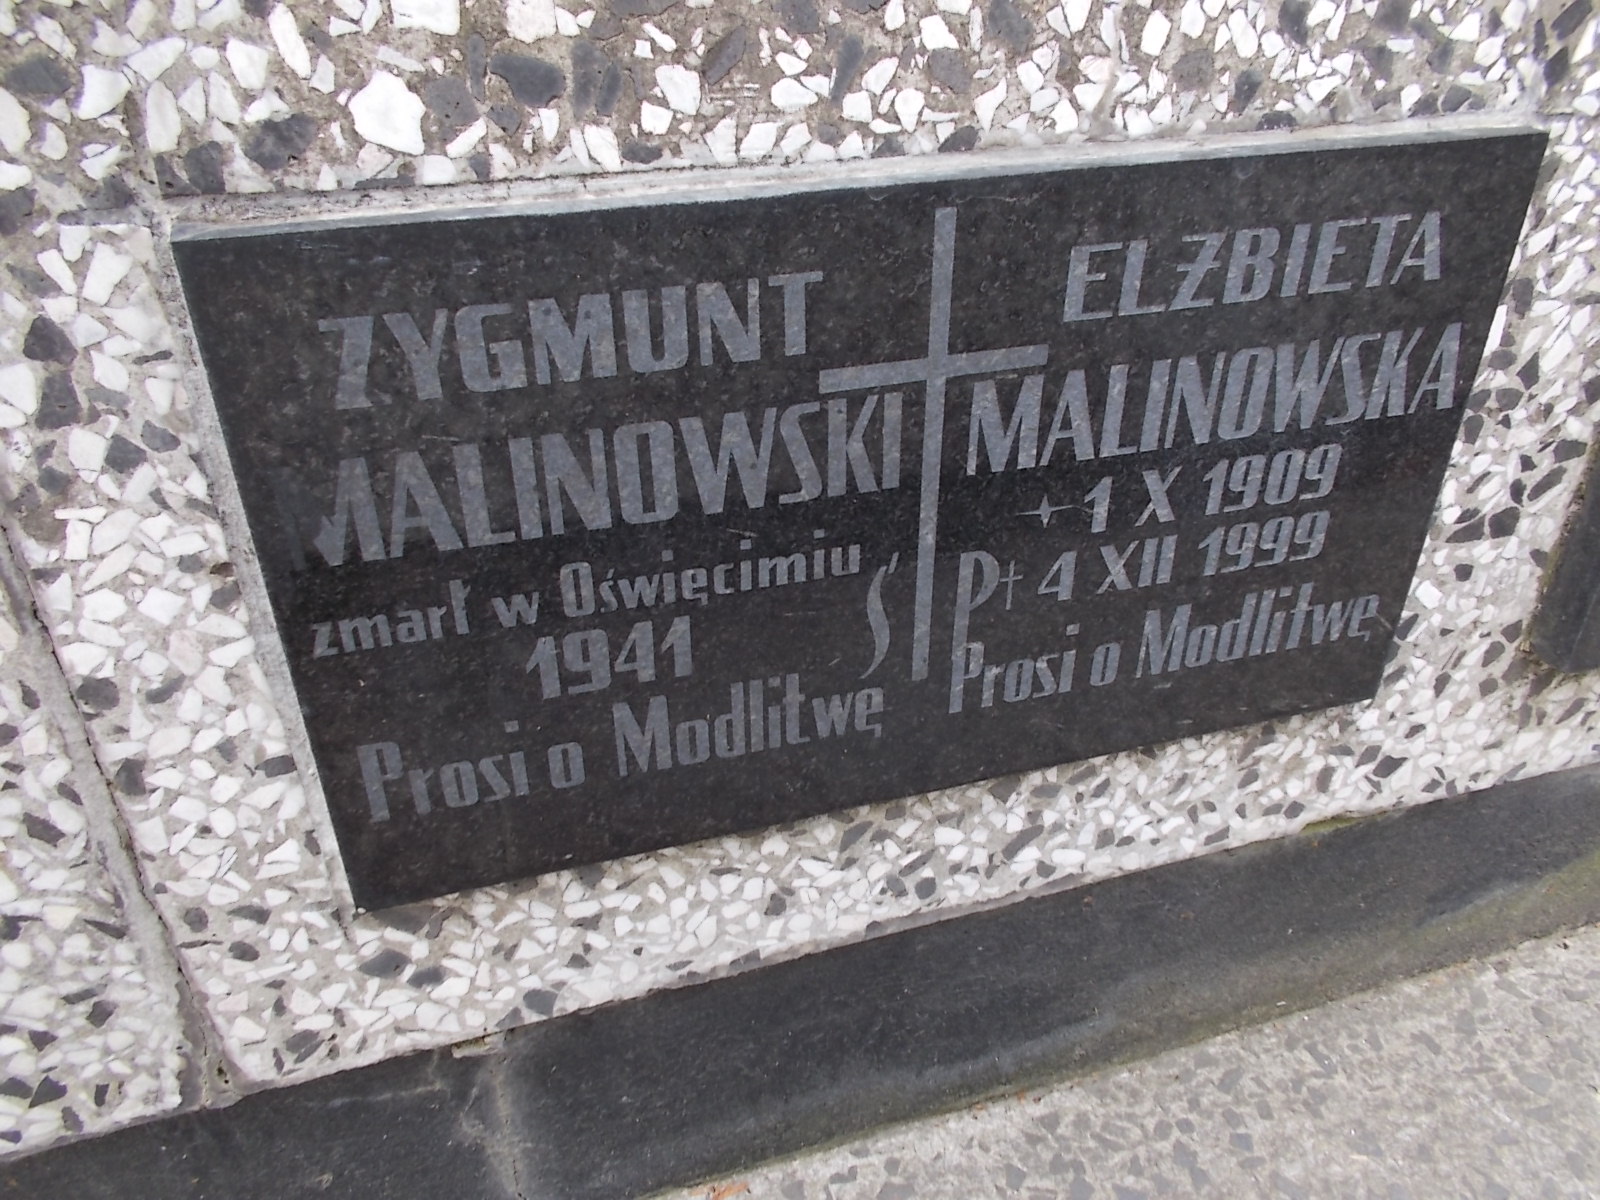 ZYGMUNT
MALINOWSKI
zmarł w Oświęcimiu
1941
Prosi o Modlitwę
Ś P
ELŻBIETA
MALINOWSKA
1 X 1909
† 4 XII 1999
Prosi o Modlitwę